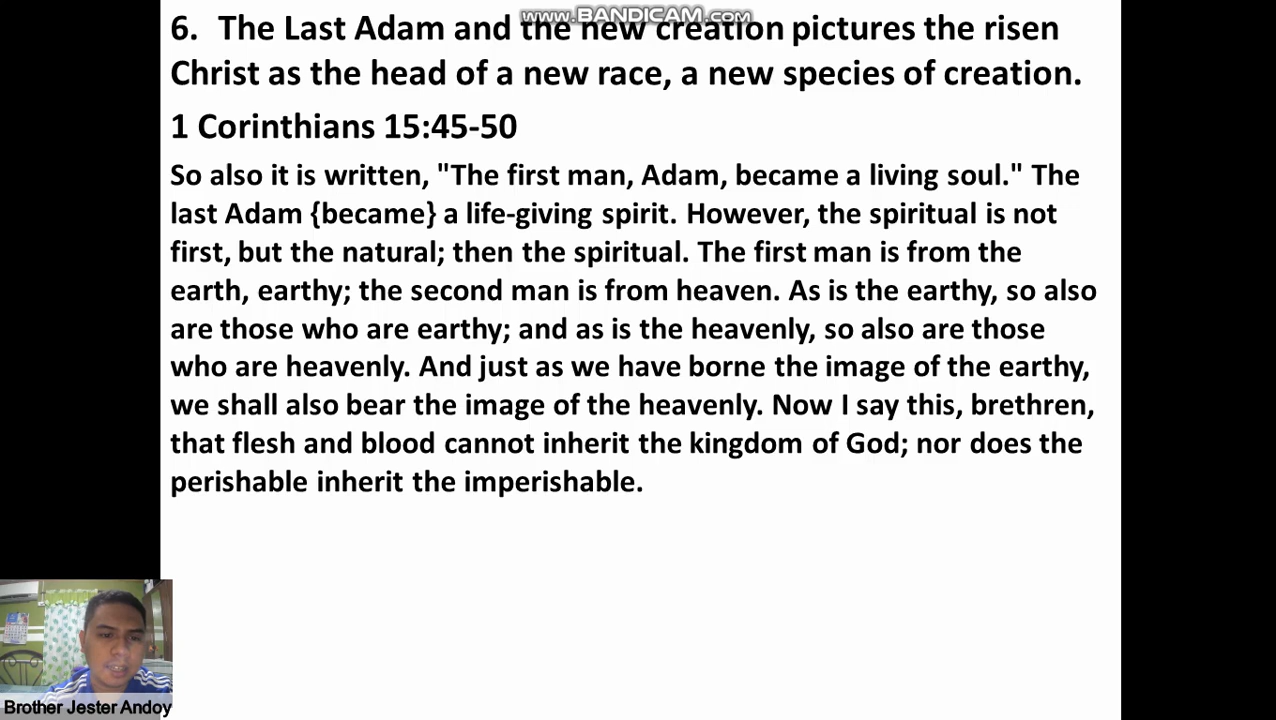 www.BANDICAM.com
6. The Last Adam and the new creation pictures the risen
Christ as the head of a new race, a new species of creation.
1 Corinthians 15:45-50
So also it is written, "The first man, Adam, became a living soul." The
last Adam {became} a life-giving spirit. However, the spiritual is not
first, but the natural; then the spiritual. The first man is from the
earth, earthy; the second man is from heaven. As is the earthy, so also
are those who are earthy; and as is the heavenly, so also are those
who are heavenly. And just as we have borne the image of the earthy,
we shall also bear the image of the heavenly. Now I say this, brethren,
that flesh and blood cannot inherit the kingdom of God; nor does the
perishable inherit the imperishable.
Brother Jester Andoy